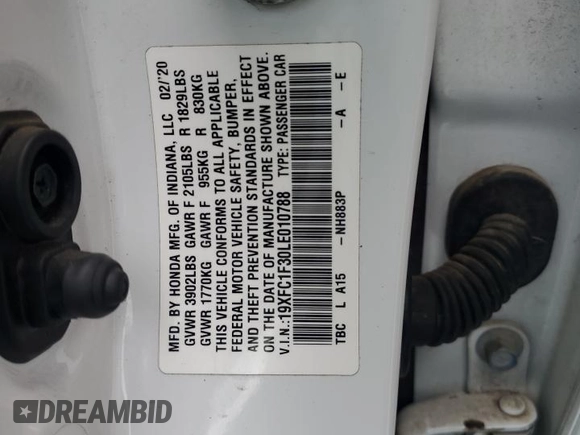 MFD. BY HONDA MFG. OF INDIANA, LLC 02/'20
GVWR 3902LBS GAWR F 2105LBS R 1829LBS
GVWR 1770KG GAWR F 955KG R 830KG
THIS VEHICLE CONFORMS TO ALL APPLICABLE
FEDERAL MOTOR VEHICLE SAFETY, BUMPER,
AND THEFT PREVENTION STANDARDS IN EFFECT
ON THE DATE OF MANUFACTURE SHOWN ABOVE.
V.I.N.:19XFC1F30LE010788 TYPE: PASSENGER CAR
TBC L A15 –NH883P –A –E
DREAMBID